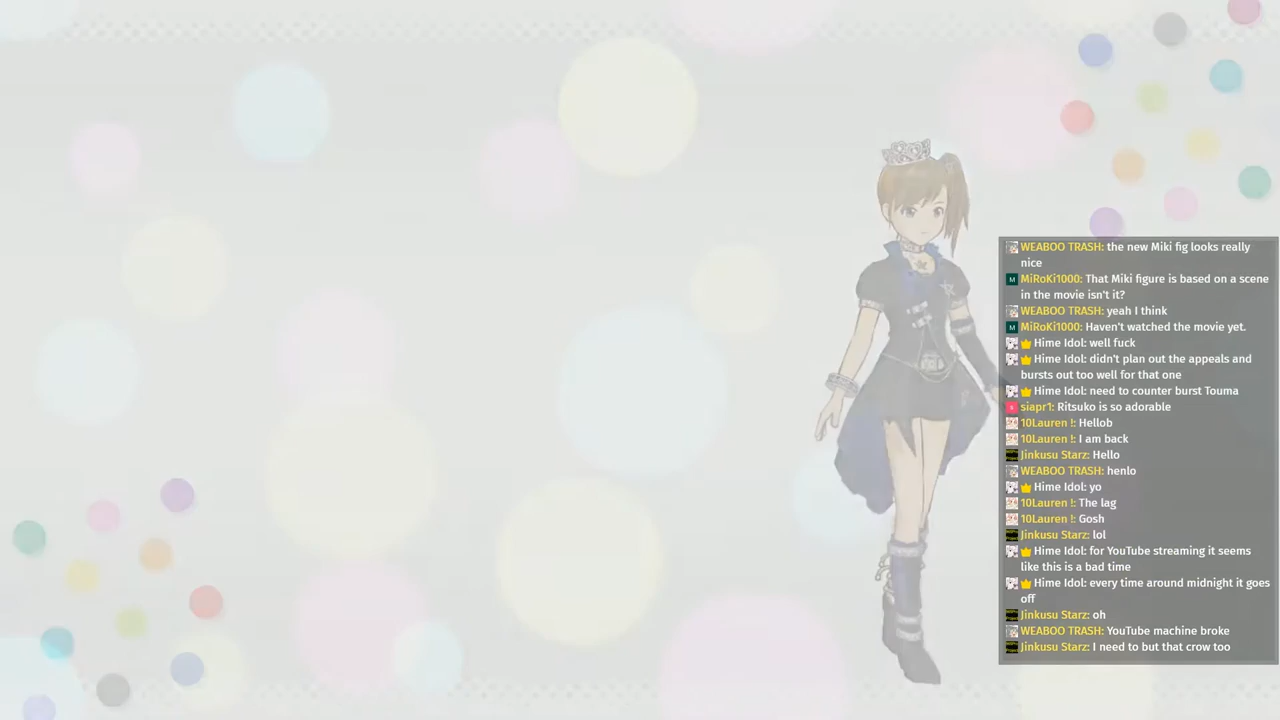 WEABOO TRASH: the new Miki fig looks really
nice
MiRoKi1000: That Miki figure is based on a scene
in the movie isn't it?
WEABOO TRASH: yeah I think
MiRoKi1000: Haven't watched the movie yet.
Hime Idol: well fuck
Hime Idol: didn't plan out the appeals and
bursts out too well for that one
Hime Idol: need to counter burst Touma
siapr1: Ritsuko is so adorable
10Lauren !: Hellob
10Lauren !: I am back
Jinkusu Starz: Hello
WEABOO TRASH: henlo
Hime Idol: yo
10Lauren !: The lag
10Lauren !: Gosh
Jinkusu Starz: lol
Hime Idol: for YouTube streaming it seems
like this is a bad time
Hime Idol: every time around midnight it goes
off
Jinkusu Starz: oh
WEABOO TRASH: YouTube machine broke
Jinkusu Starz: I need to but that crow too